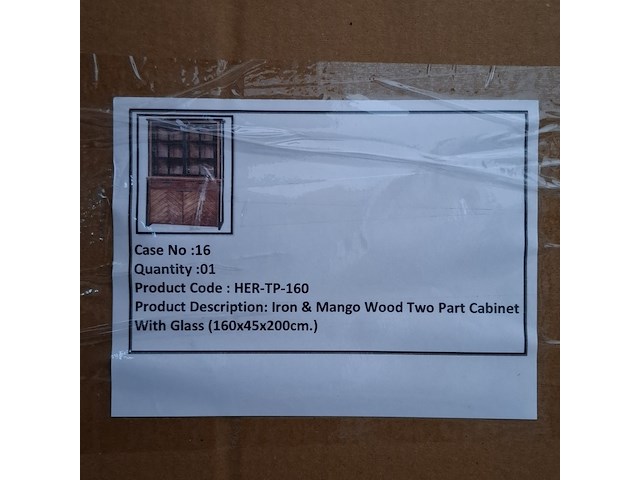 Case No :16
Quantity :01
Product Code : HER-TP-160
Product Description: Iron & Mango Wood Two Part Cabinet
With Glass (160x45x200cm.)